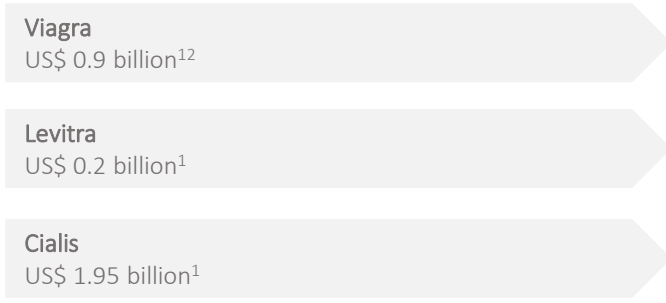 Viagra
US$ 0.9 billion¹²
Levitra
US$ 0.2 billion¹
Cialis
US$ 1.95 billion¹